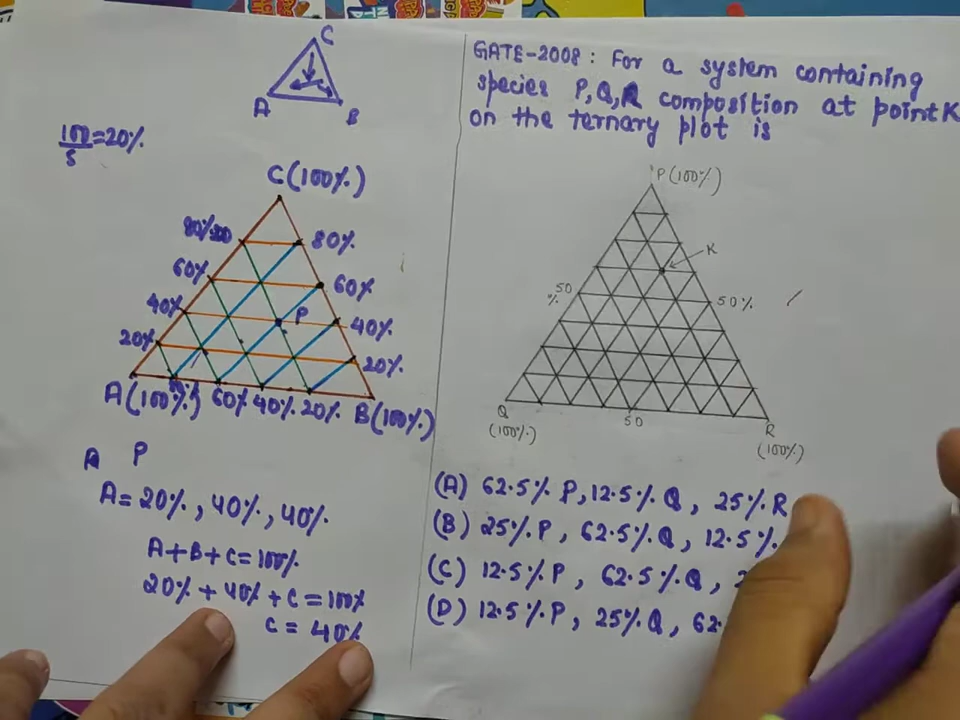 C
A
B
100/5=20%
C(100%)
80%
80%
60%
60%
40%
P
40%
20%
20%
A(100%)
60%
40%
20%
B(100%)
A P
A=20%, 40%, 40%
A+B+C=100%
20%+40%+C=100%
C=40%
GATE-2008: For a system containing
species P,Q,R composition at point K
on the ternary plot is
P(100%)
K
50
%
50%
Q
(100%)
50
R
(100%)
(A) 62.5% P, 12.5% Q, 25% R
(B) 25% P, 62.5% Q, 12.5%
(C) 12.5% P, 62.5% Q,
(D) 12.5% P, 25% Q, 62